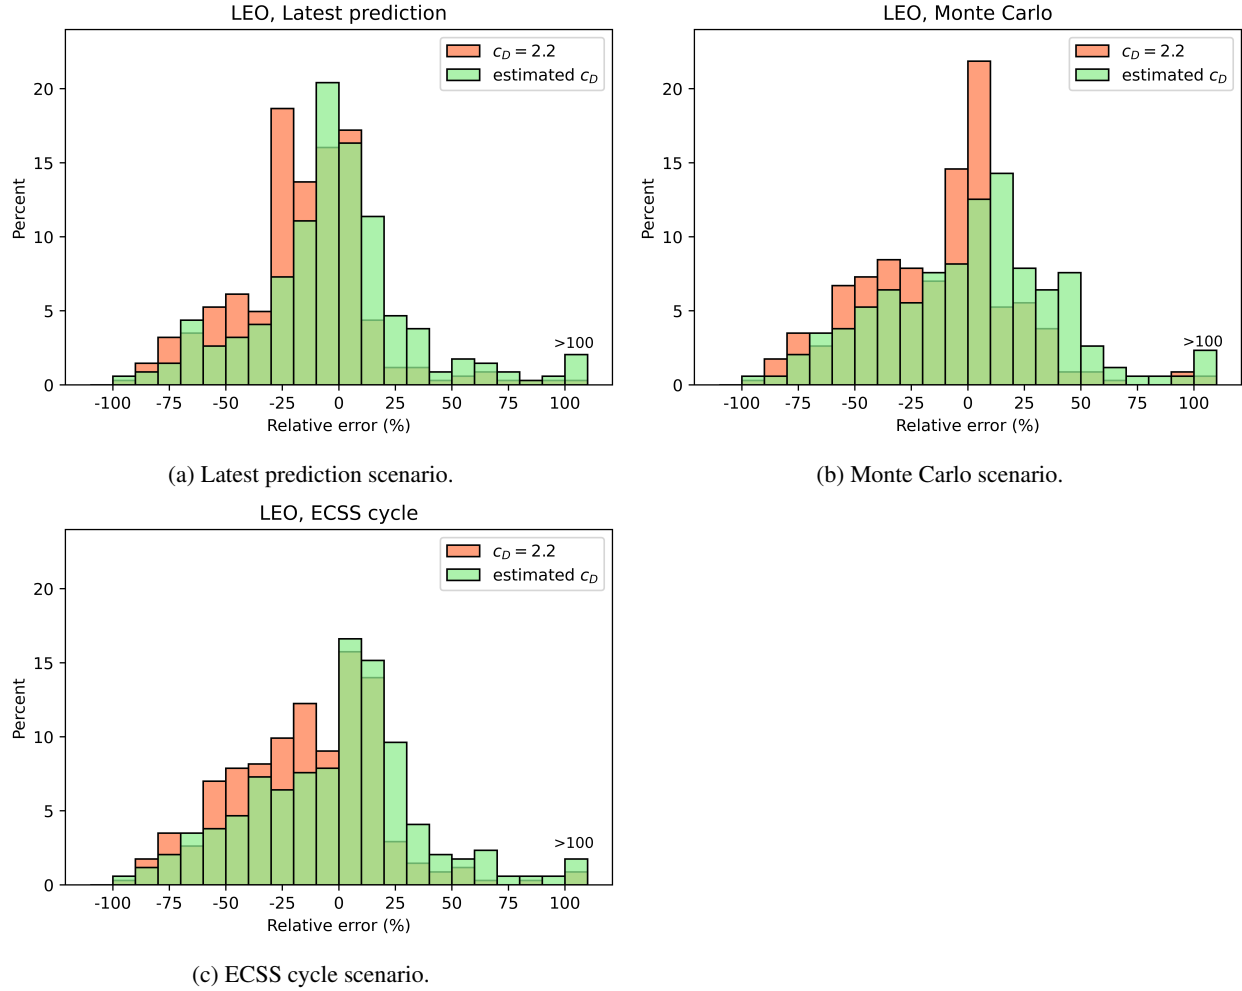 LEO, Latest prediction
c_D = 2.2
estimated c_D
20
15
10
5
0
Percent
>100
-100 -75 -50 -25 0 25 50 75 100
Relative error (%)
(a) Latest prediction scenario.
LEO, Monte Carlo
c_D = 2.2
estimated c_D
20
15
10
5
0
Percent
>100
-100 -75 -50 -25 0 25 50 75 100
Relative error (%)
(b) Monte Carlo scenario.
LEO, ECSS cycle
c_D = 2.2
estimated c_D
20
15
10
5
0
Percent
>100
-100 -75 -50 -25 0 25 50 75 100
Relative error (%)
(c) ECSS cycle scenario.